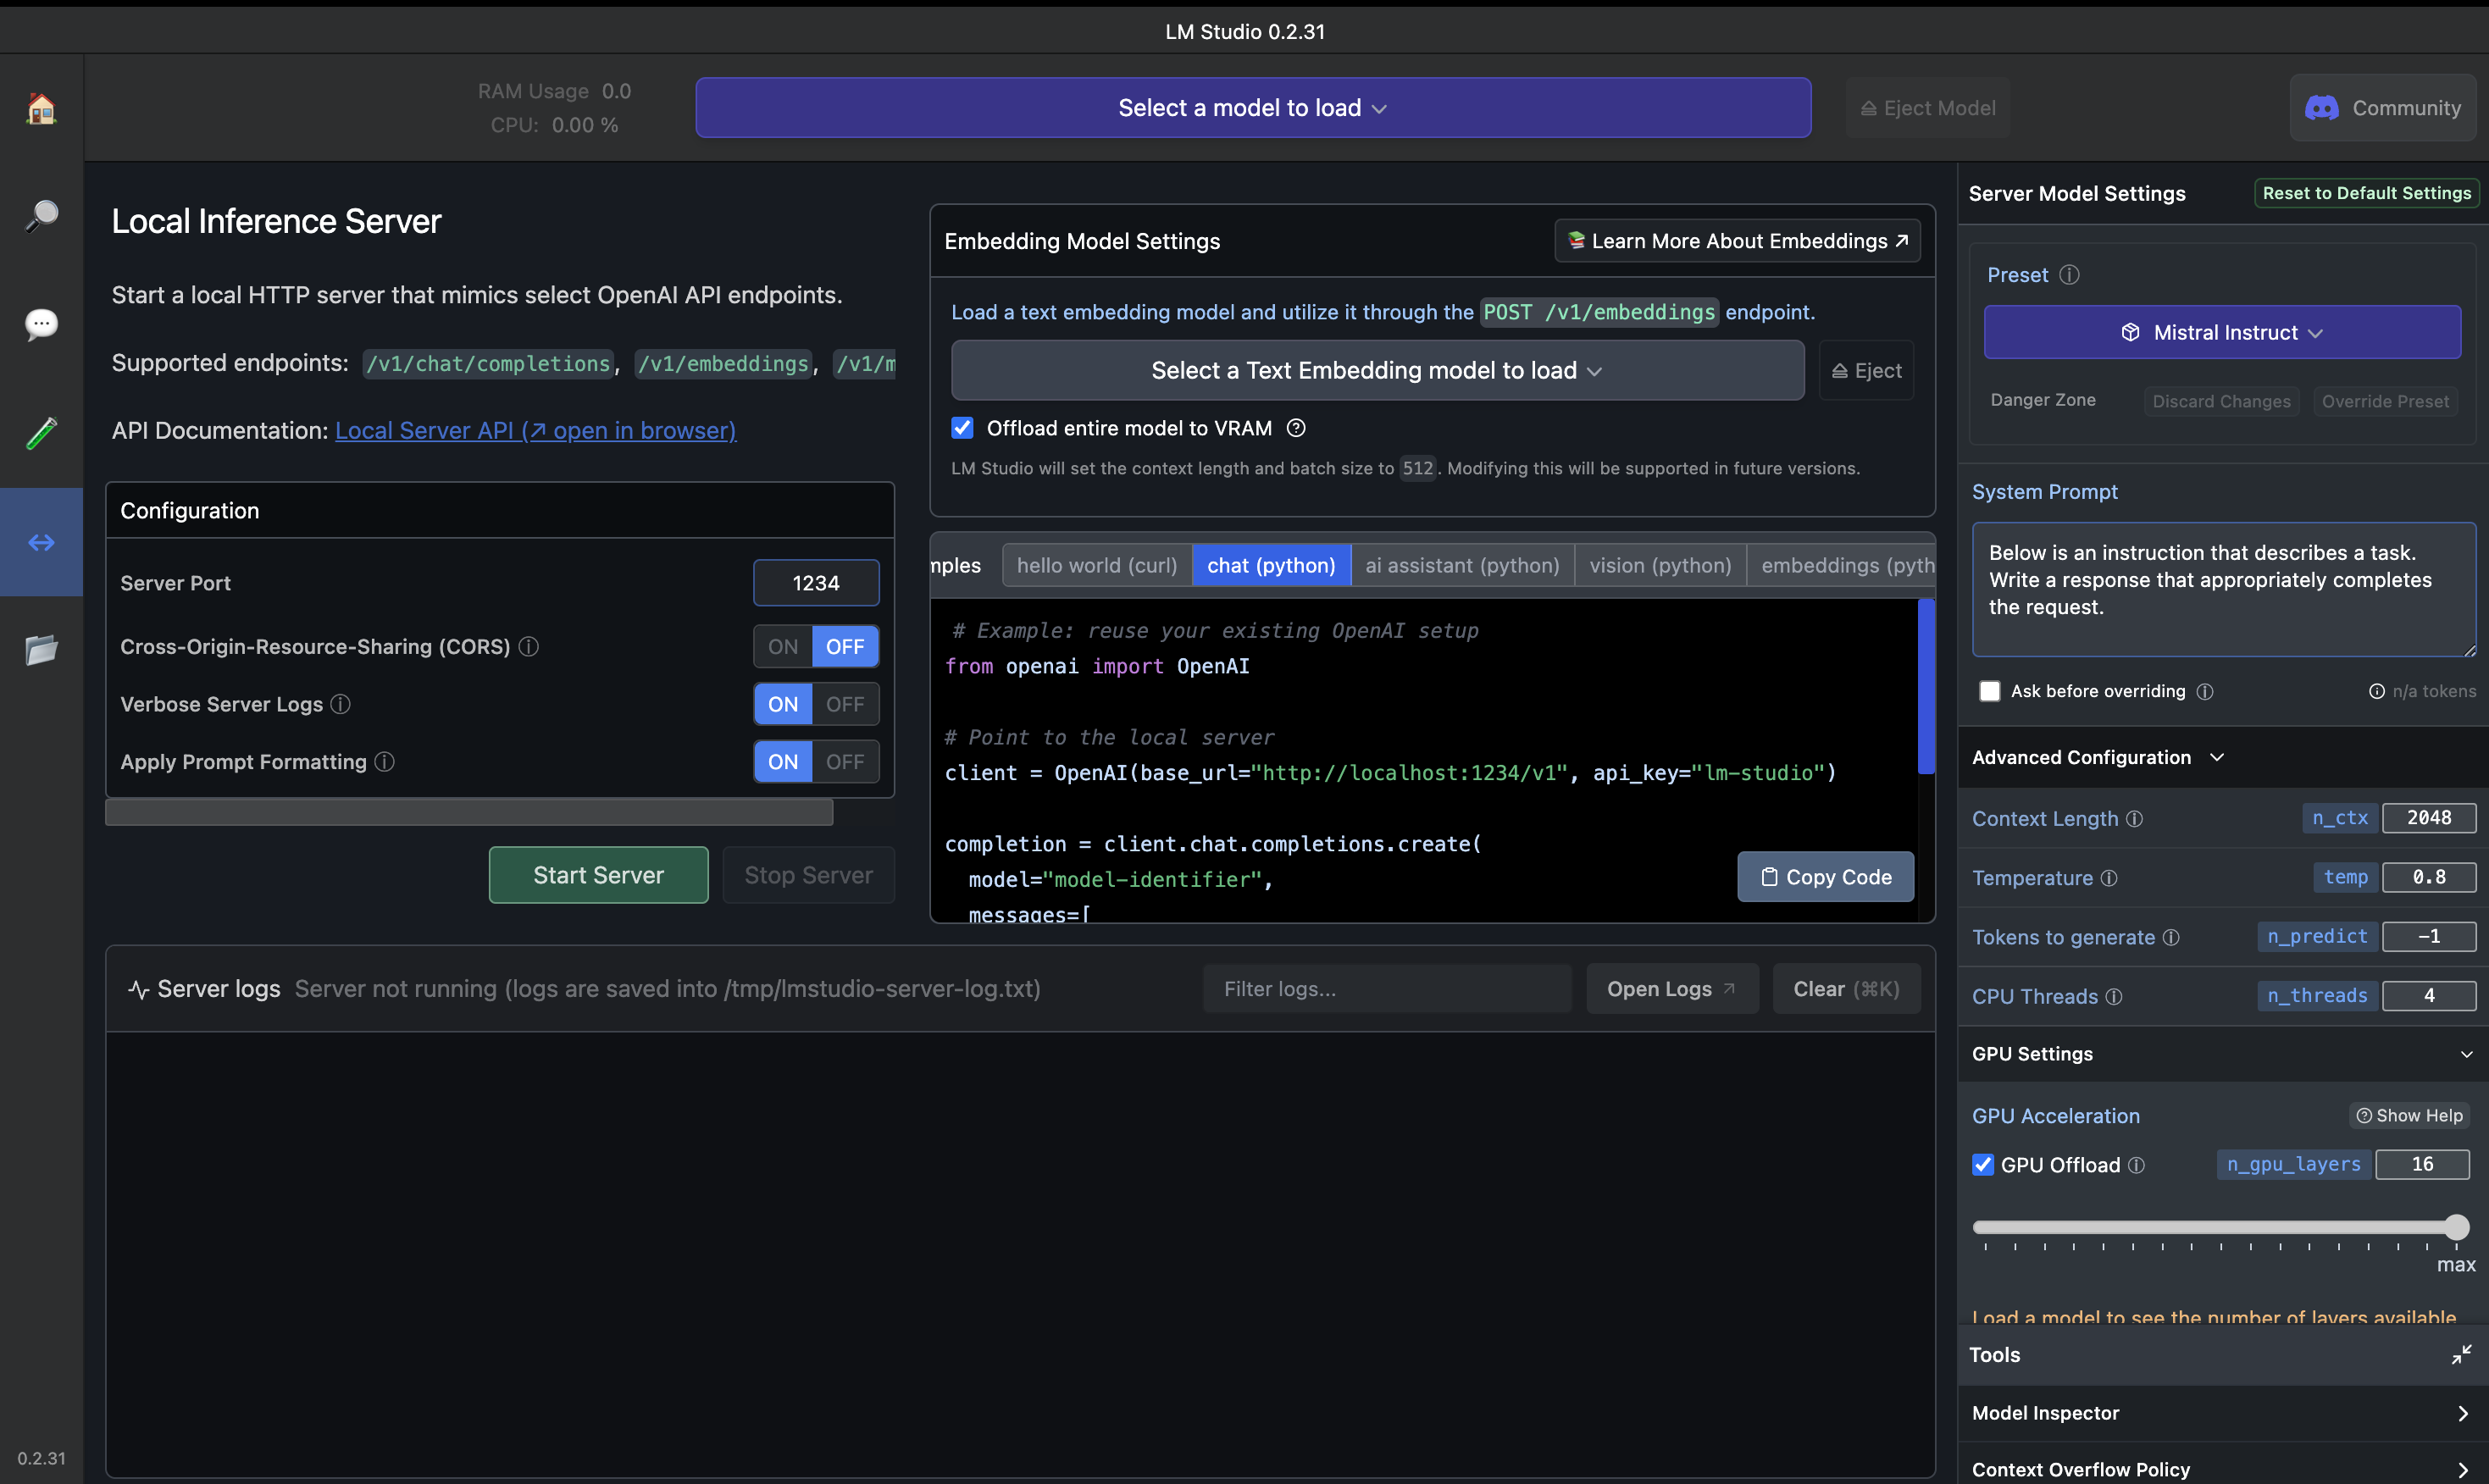 LM Studio 0.2.31
RAM Usage 0.0
CPU: 0.00 %
Select a model to load
Eject Model
Community
Local Inference Server
Start a local HTTP server that mimics select OpenAI API endpoints.
Supported endpoints: /v1/chat/completions, /v1/embeddings, /v1/m
API Documentation: Local Server API (↗ open in browser)
Configuration
Server Port 1234
Cross-Origin-Resource-Sharing (CORS) ON OFF
Verbose Server Logs ON OFF
Apply Prompt Formatting ON OFF
Start Server Stop Server
Embedding Model Settings
Learn More About Embeddings ↗
Load a text embedding model and utilize it through the POST /v1/embeddings endpoint.
Select a Text Embedding model to load
Eject
Offload entire model to VRAM
LM Studio will set the context length and batch size to 512. Modifying this will be supported in future versions.
mples hello world (curl) chat (python) ai assistant (python) vision (python) embeddings (pyth
# Example: reuse your existing OpenAI setup
from openai import OpenAI
# Point to the local server
client = OpenAI(base_url="http://localhost:1234/v1", api_key="lm-studio")
completion = client.chat.completions.create(
model="model-identifier",
messages=[
Copy Code
Server logs Server not running (logs are saved into /tmp/lmstudio-server-log.txt)
Filter logs...
Open Logs ↗
Clear (⌘K)
Server Model Settings
Reset to Default Settings
Preset
Mistral Instruct
Danger Zone Discard Changes Override Preset
System Prompt
Below is an instruction that describes a task.
Write a response that appropriately completes
the request.
Ask before overriding
n/a tokens
Advanced Configuration
Context Length n_ctx 2048
Temperature temp 0.8
Tokens to generate n_predict -1
CPU Threads n_threads 4
GPU Settings
GPU Acceleration Show Help
GPU Offload n_gpu_layers 16
max
Load a model to see the number of layers available
Tools
Model Inspector
Context Overflow Policy
0.2.31